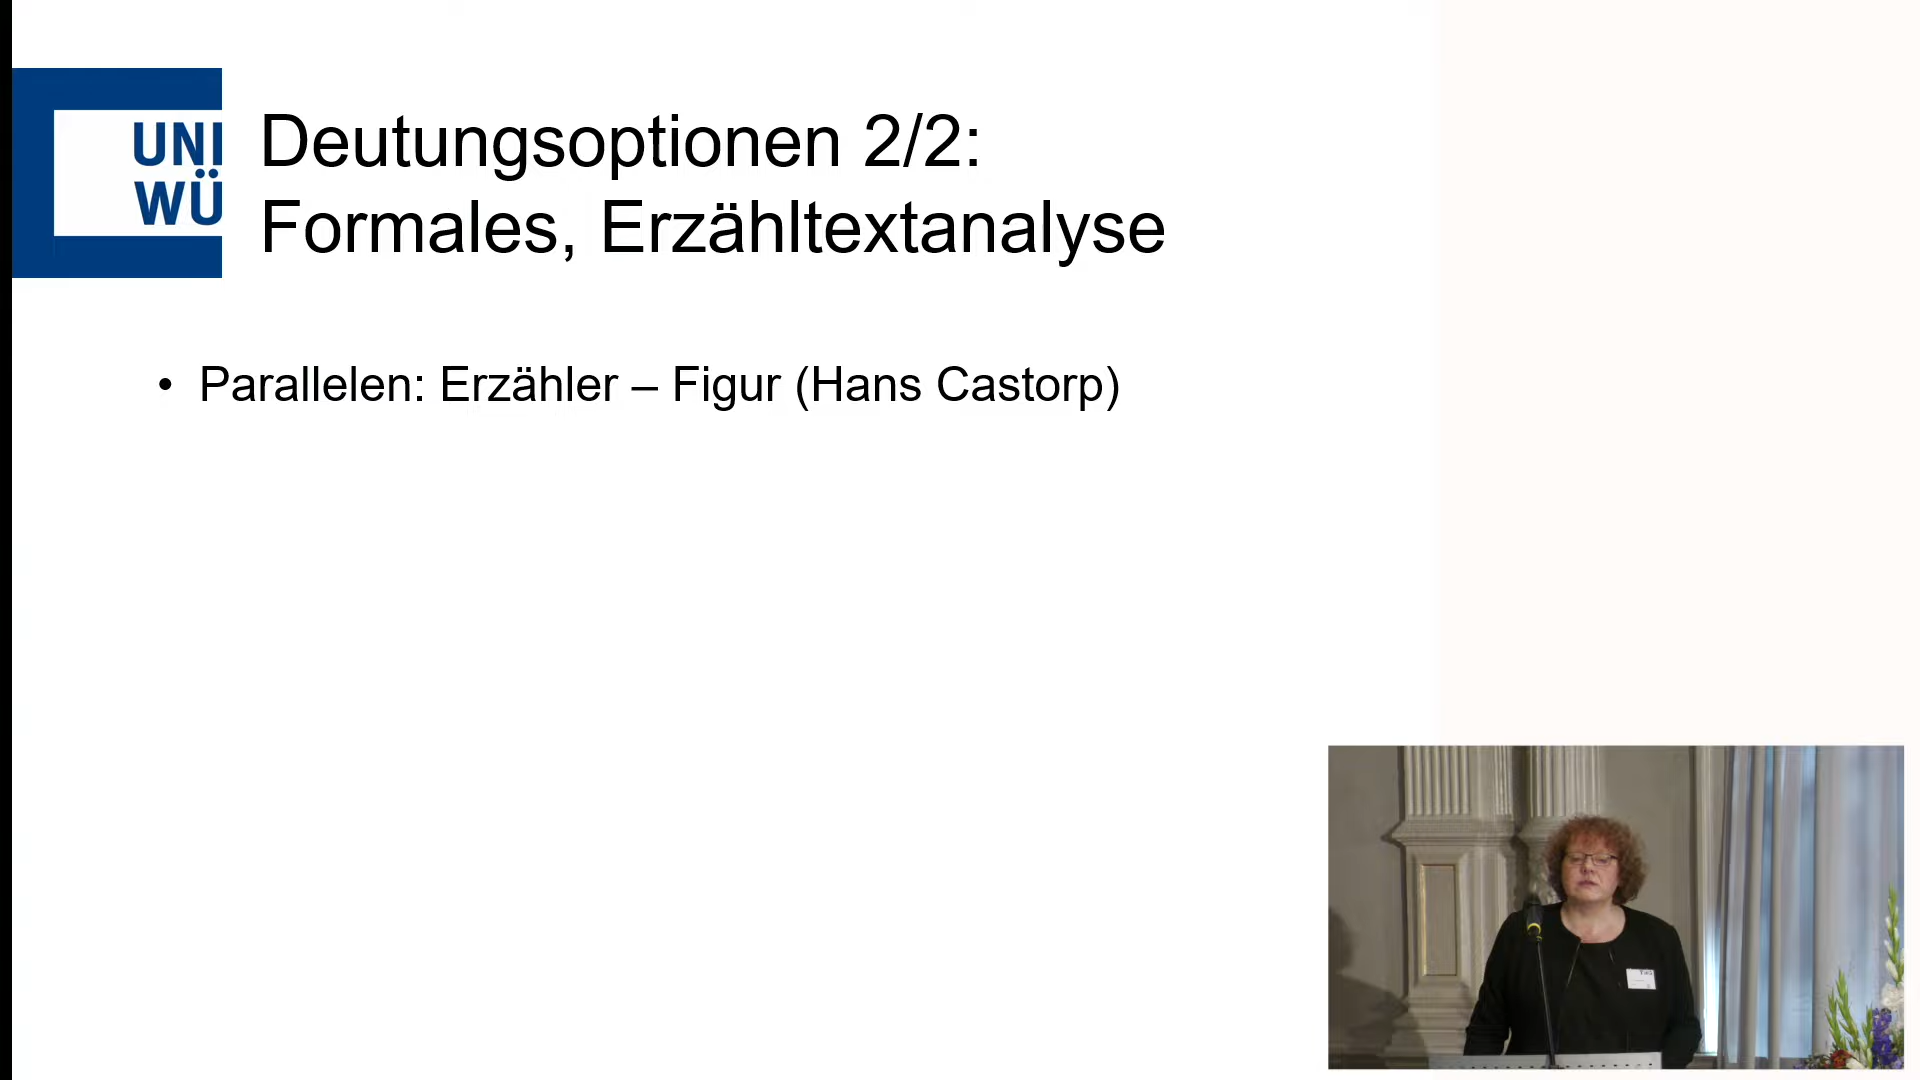 UNI
WÜ
Deutungsoptionen 2/2:
Formales, Erzähltextanalyse
• Parallelen: Erzähler – Figur (Hans Castorp)